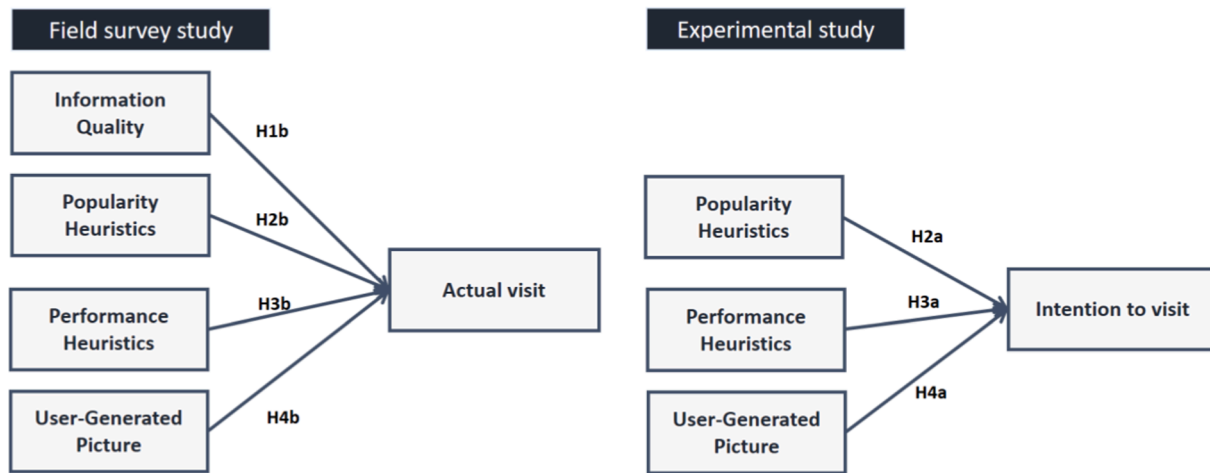 Field survey study
Information
Quality
H1b
Popularity
Heuristics
H2b
Performance
Heuristics
H3b
User-Generated
Picture
H4b
Actual visit
Experimental study
Popularity
Heuristics
H2a
Performance
Heuristics
H3a
User-Generated
Picture
H4a
Intention to visit